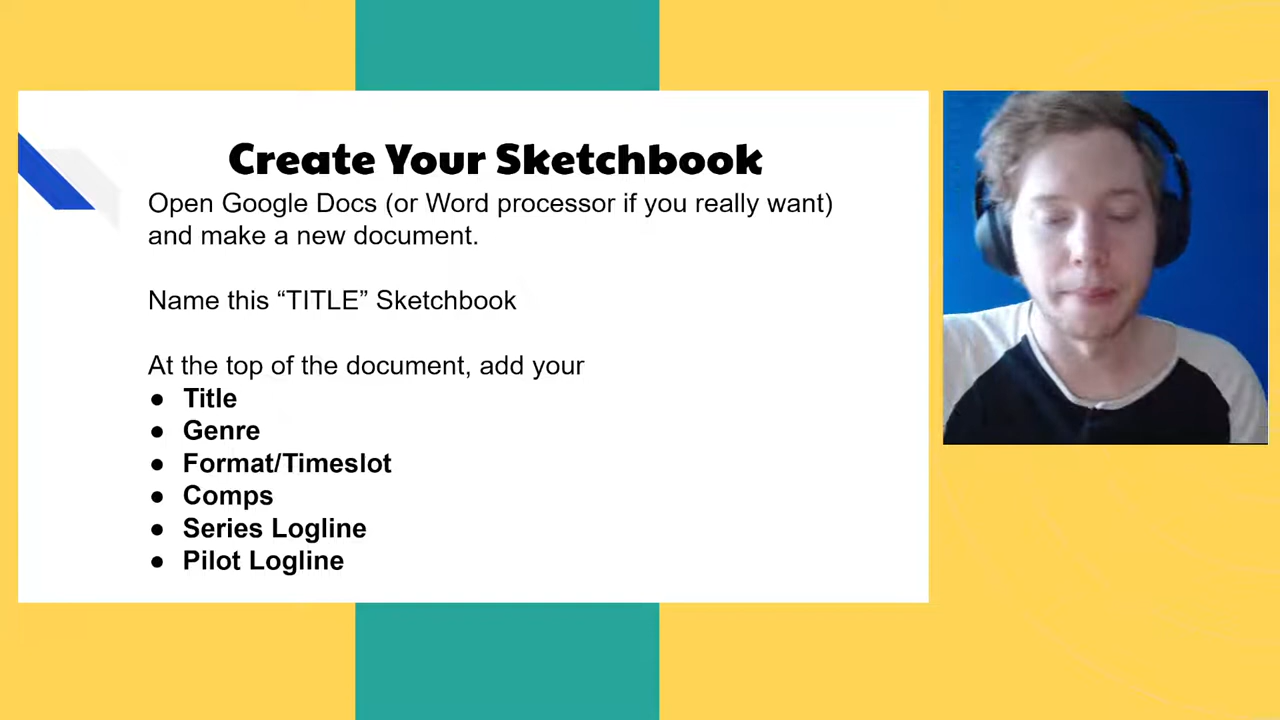 Create Your Sketchbook
Open Google Docs (or Word processor if you really want)
and make a new document.
Name this “TITLE” Sketchbook
At the top of the document, add your
● Title
● Genre
● Format/Timeslot
● Comps
● Series Logline
● Pilot Logline